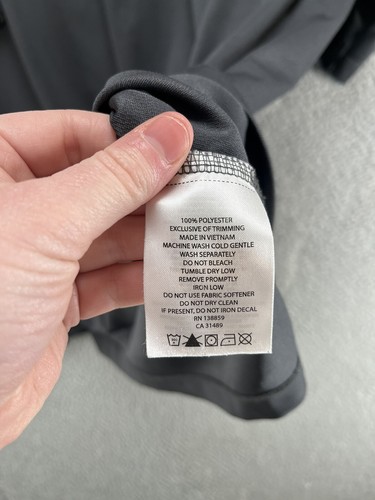 100% POLYESTER
EXCLUSIVE OF TRIMMING
MADE IN VIETNAM
MACHINE WASH COLD GENTLE
WASH SEPARATELY
DO NOT BLEACH
TUMBLE DRY LOW
REMOVE PROMPTLY
IRON LOW
DO NOT USE FABRIC SOFTENER
DO NOT DRY CLEAN
IF PRESENT, DO NOT IRON DECAL
RN 138859
CA 31489